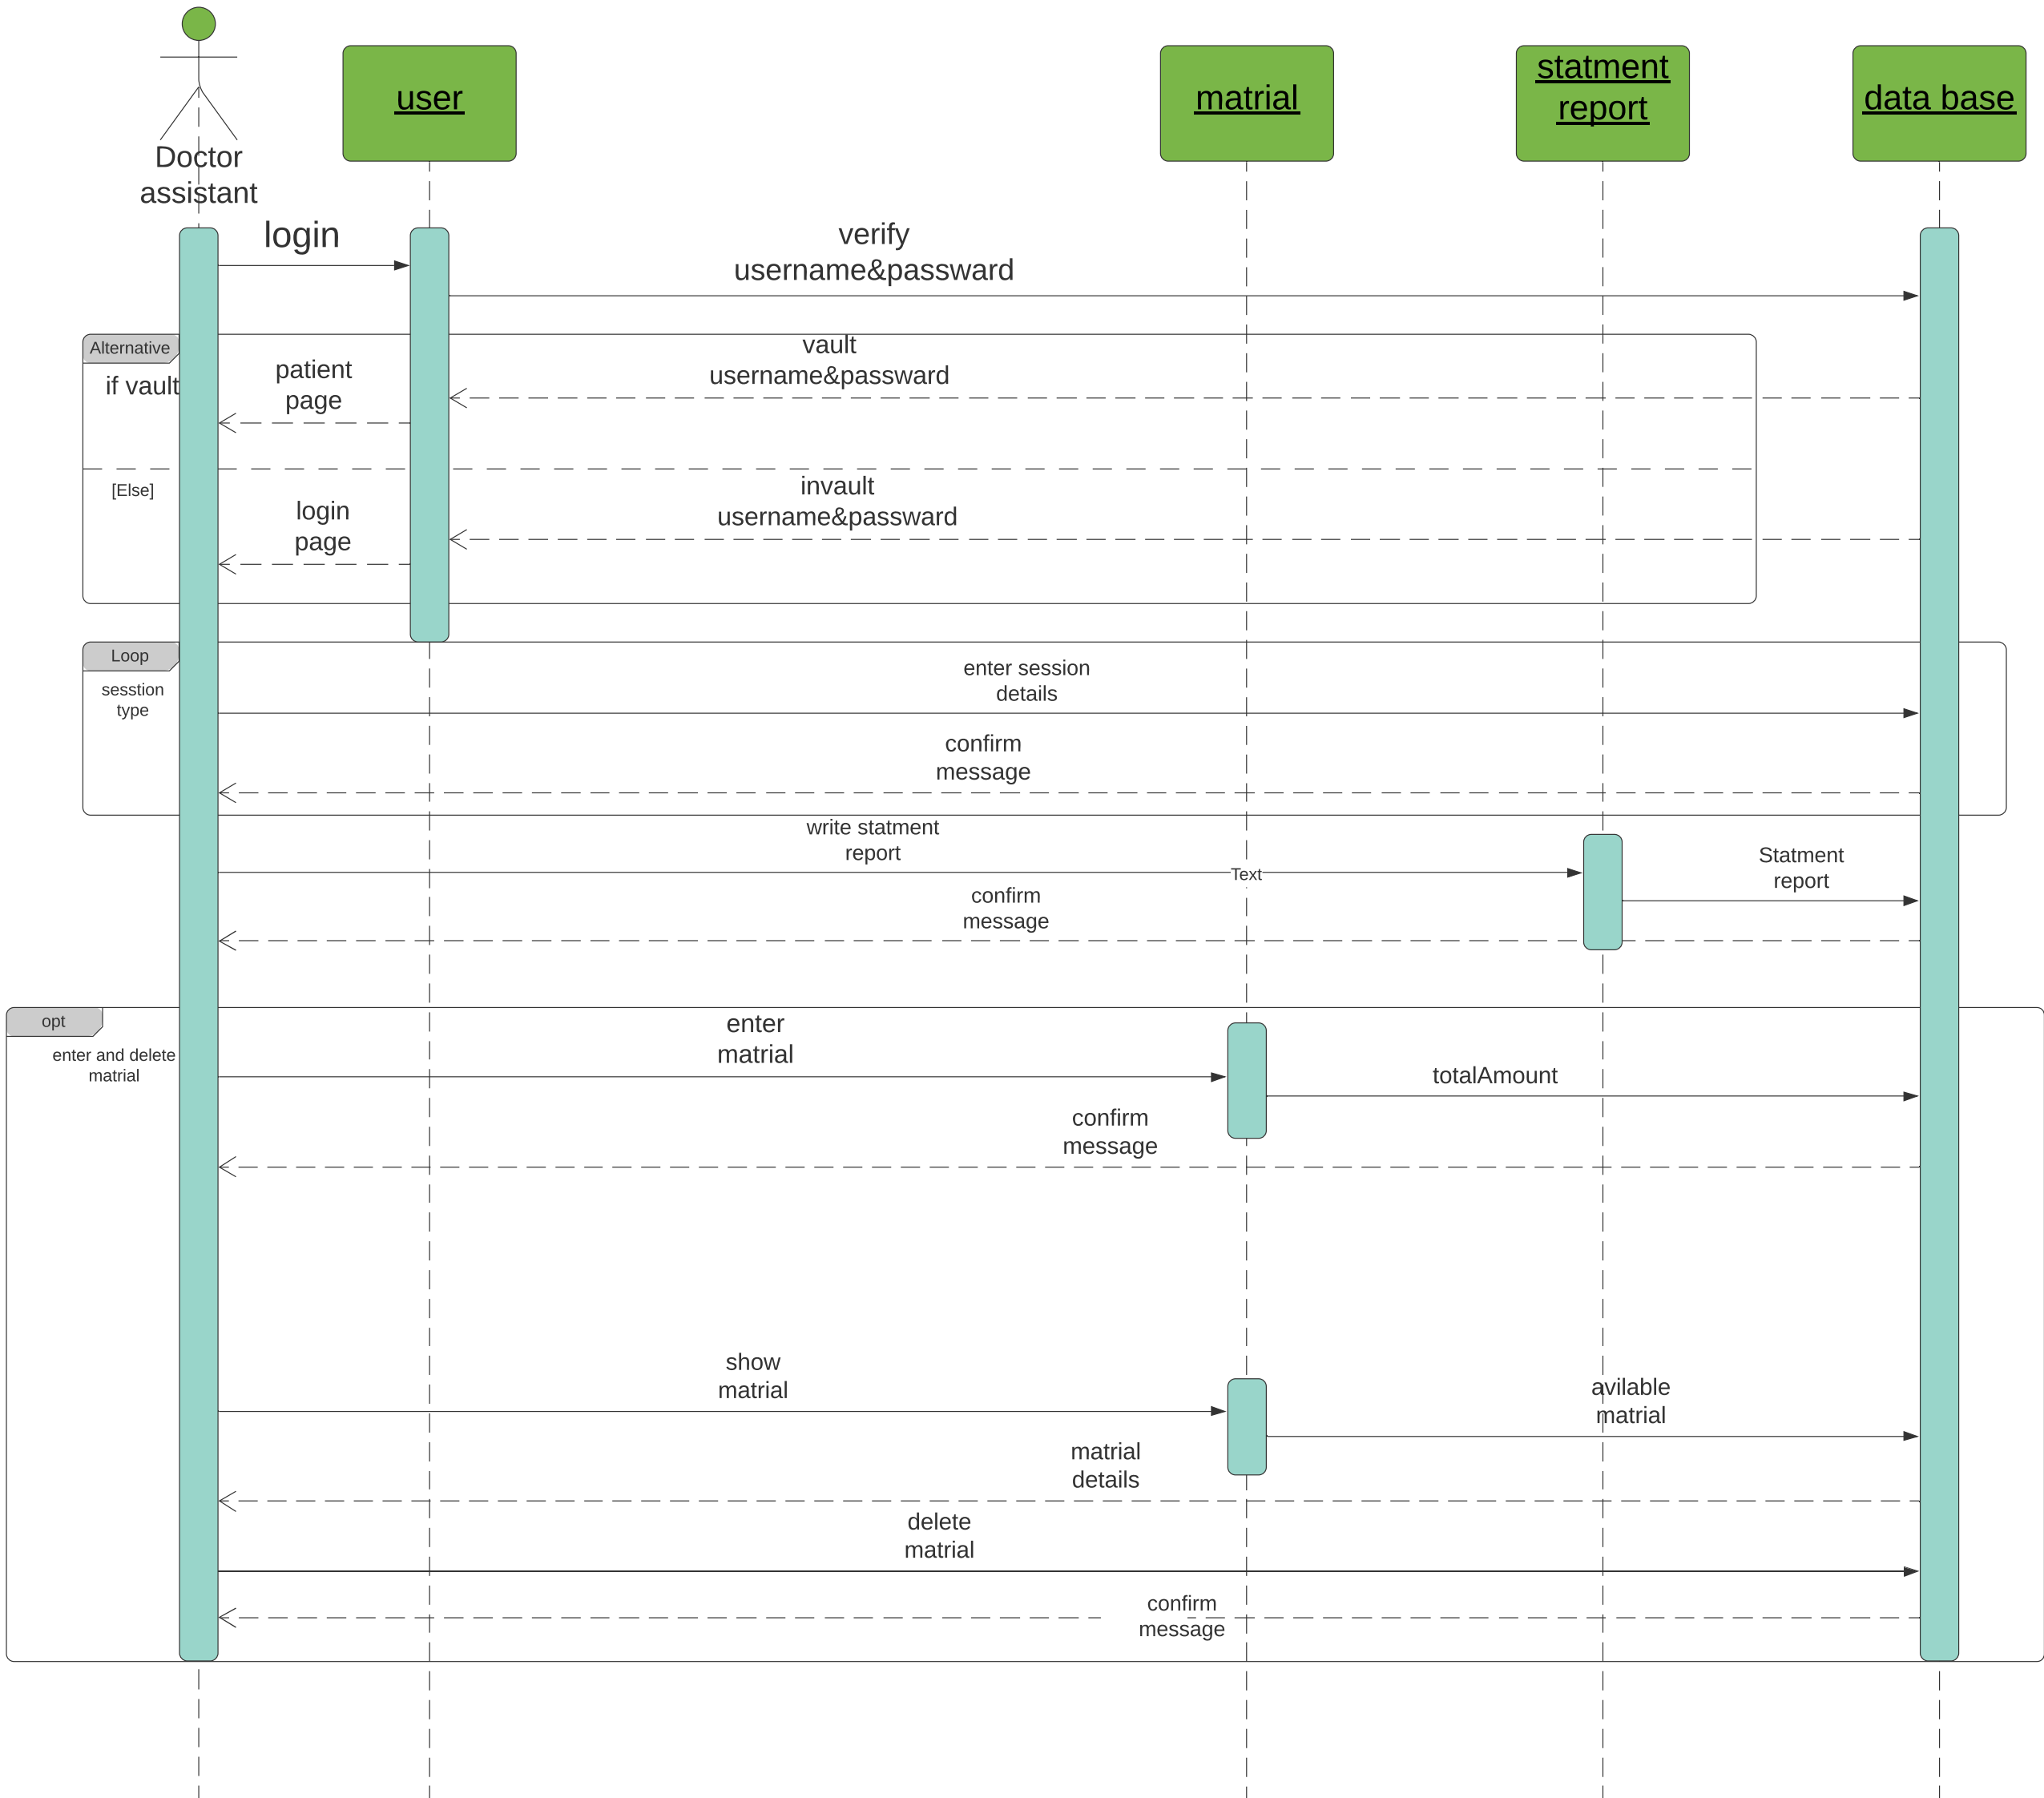 Doctor
assistant
user
matrial
statment
report
data base
login
verify
username&passward
Alternative
if vault
patient
page
vault
username&passward
[Else]
login
page
invault
username&passward
Loop
sesstion
type
enter session
details
confirm
message
write statment
report
Text
Statment
report
confirm
message
opt
enter and delete
matrial
enter
matrial
totalAmount
confirm
message
show
matrial
avilable
matrial
matrial
details
delete
matrial
confirm
message